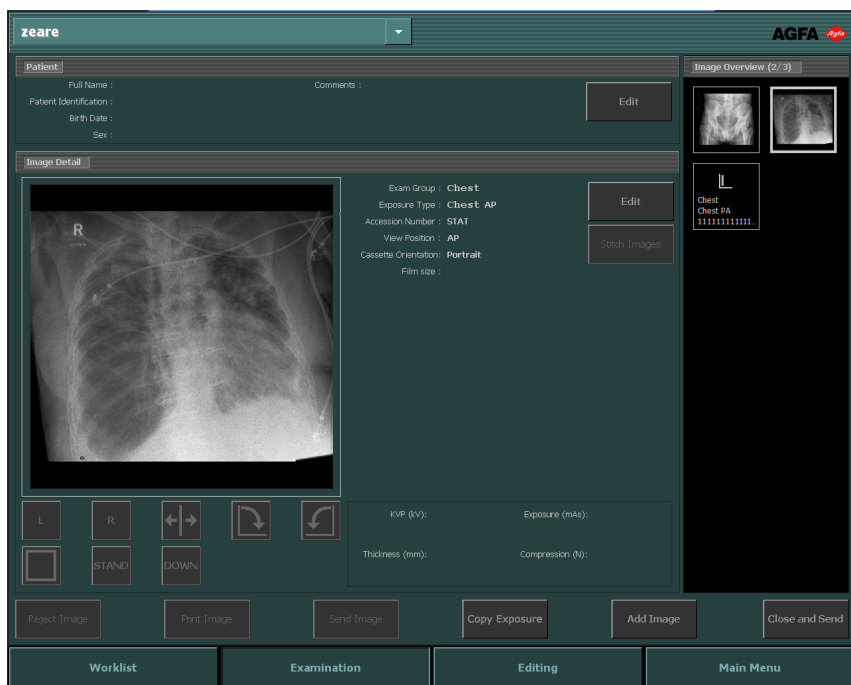 zeare
AGFA Agfa
Patient
Full Name :
Comments :
Patient Identification :
Birth Date :
Sex :
Edit
Image Overview (2/3)
Chest
Chest PA
111111111111...
Image Detail
R
Exam Group : Chest
Exposure Type : Chest AP
Accession Number : STAT
View Position : AP
Cassette Orientation: Portrait
Film size :
Edit
Stitch Images
L
R
STAND
DOWN
KVP (kV):
Exposure (mAs):
Thickness (mm):
Compression (N):
Reject Image
Print Image
Send Image
Copy Exposure
Add Image
Close and Send
Worklist
Examination
Editing
Main Menu